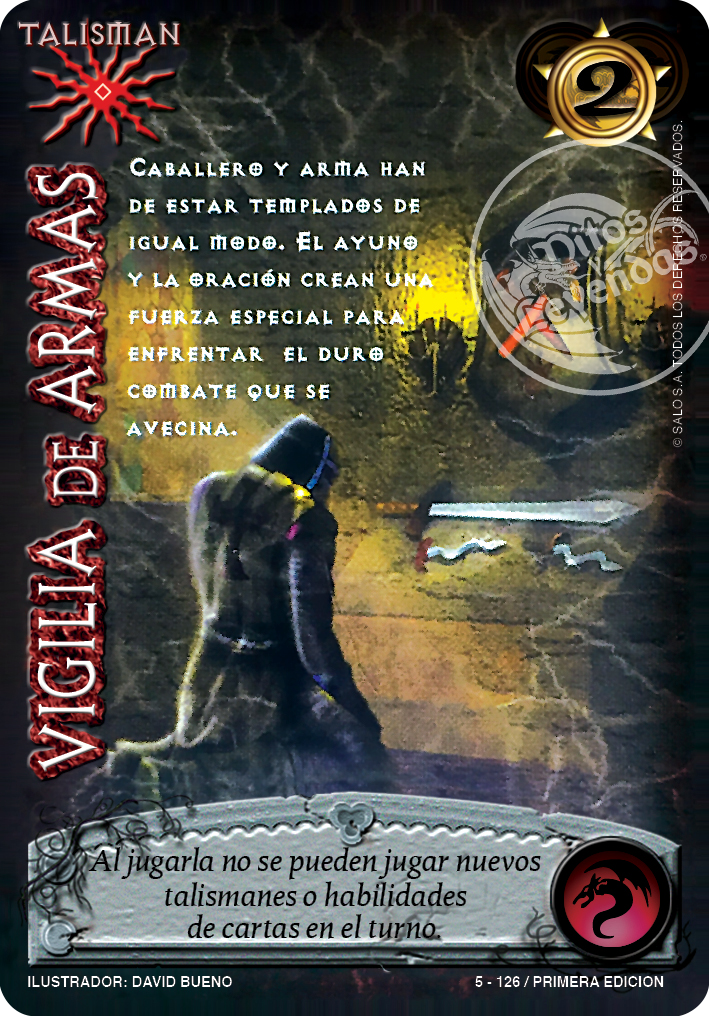 TALISMAN
2
VIGILIA DE ARMAS
CABALLERO Y ARMA HAN
DE ESTAR TEMPLADOS DE
IGUAL MODO. EL AYUNO
Y LA ORACIÓN CREAN UNA
FUERZA ESPECIAL PARA
ENFRENTAR EL DURO
COMBATE QUE SE
AVECINA.
Mitos
Leyendas
®
© SALO S.A. TODOS LOS DERECHOS RESERVADOS.
Al jugarla no se pueden jugar nuevos
talismanes o habilidades
de cartas en el turno.
ILUSTRADOR: DAVID BUENO
5 - 126 / PRIMERA EDICION